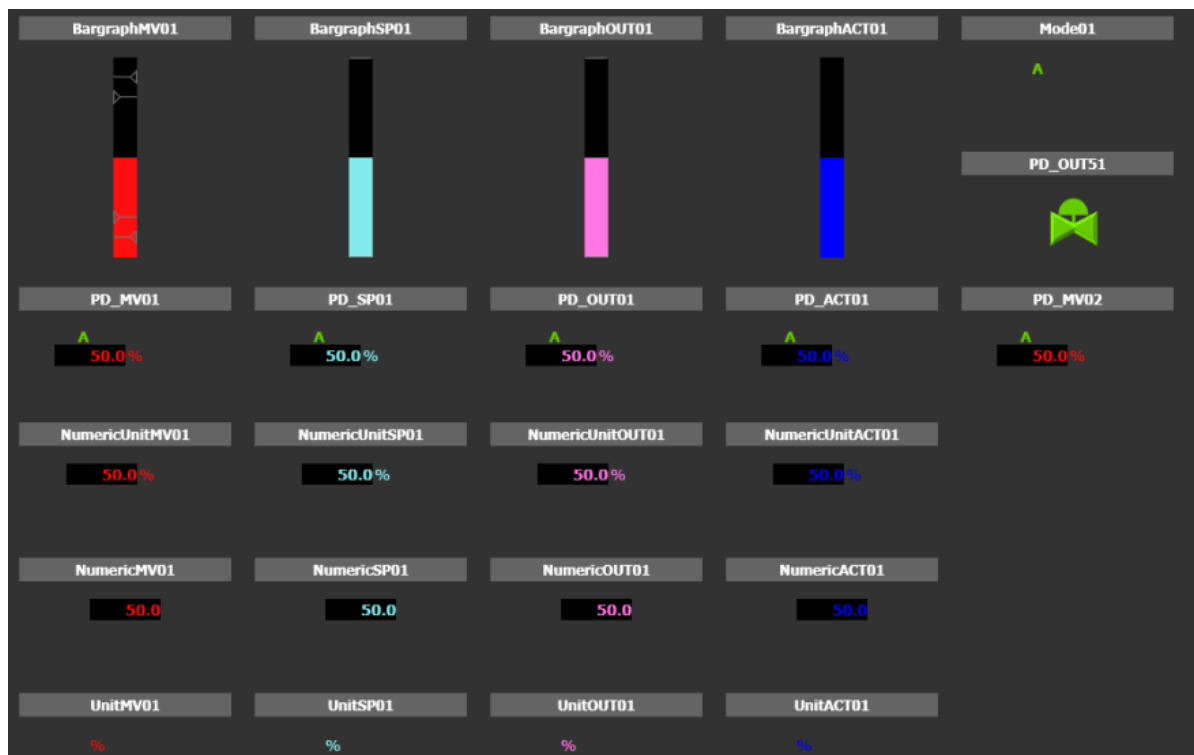 BargraphMV01 BargraphSP01 BargraphOUT01 BargraphACT01 Mode01
A
PD_OUT51
PD_MV01 PD_SP01 PD_OUT01 PD_ACT01 PD_MV02
A A A A A
50.0% 50.0% 50.0% 50.0% 50.0%
NumericUnitMV01 NumericUnitSP01 NumericUnitOUT01 NumericUnitACT01
50.0% 50.0% 50.0% 50.0%
NumericMV01 NumericSP01 NumericOUT01 NumericACT01
50.0 50.0 50.0 50.0
UnitMV01 UnitSP01 UnitOUT01 UnitACT01
% % % %